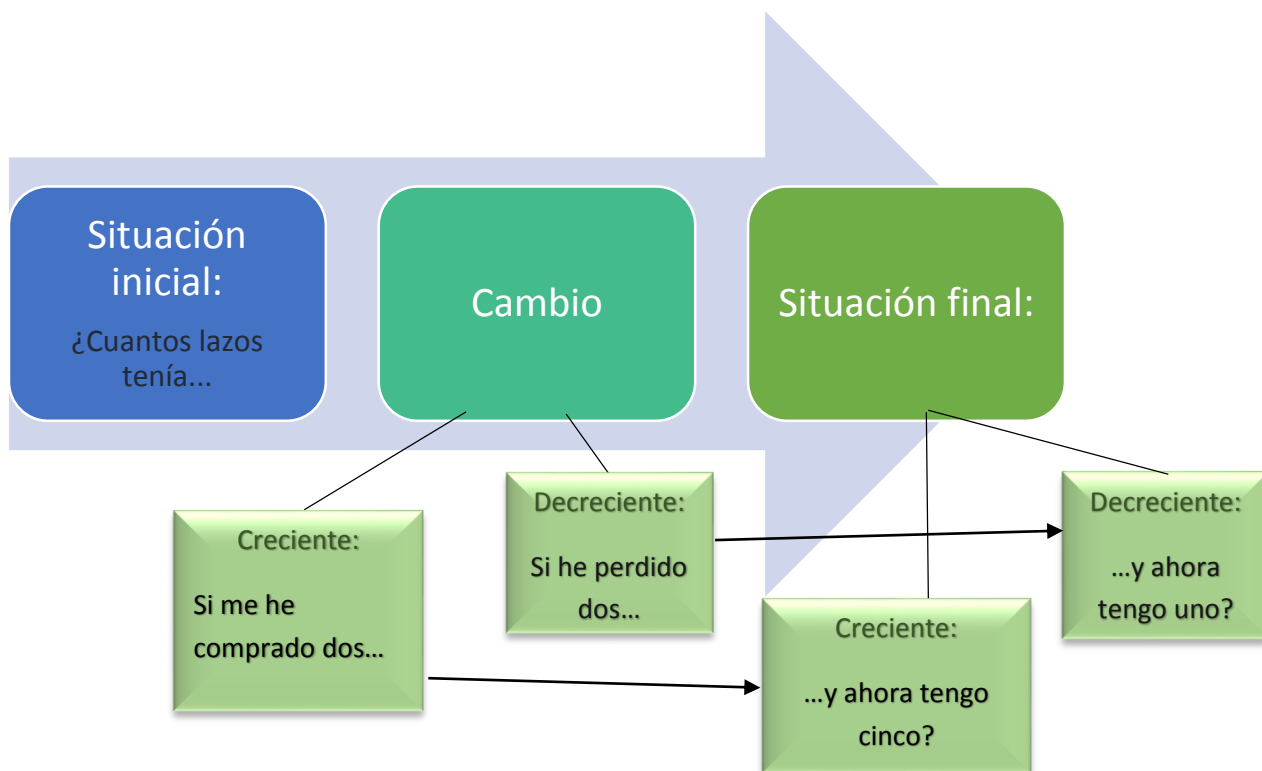 Situación
inicial:
¿Cuantos lazos
tenía...
Cambio
Situación final:
Creciente:
Si me he
comprado dos…
Decreciente:
Si he perdido
dos…
Creciente:
…y ahora tengo
cinco?
Decreciente:
…y ahora
tengo uno?